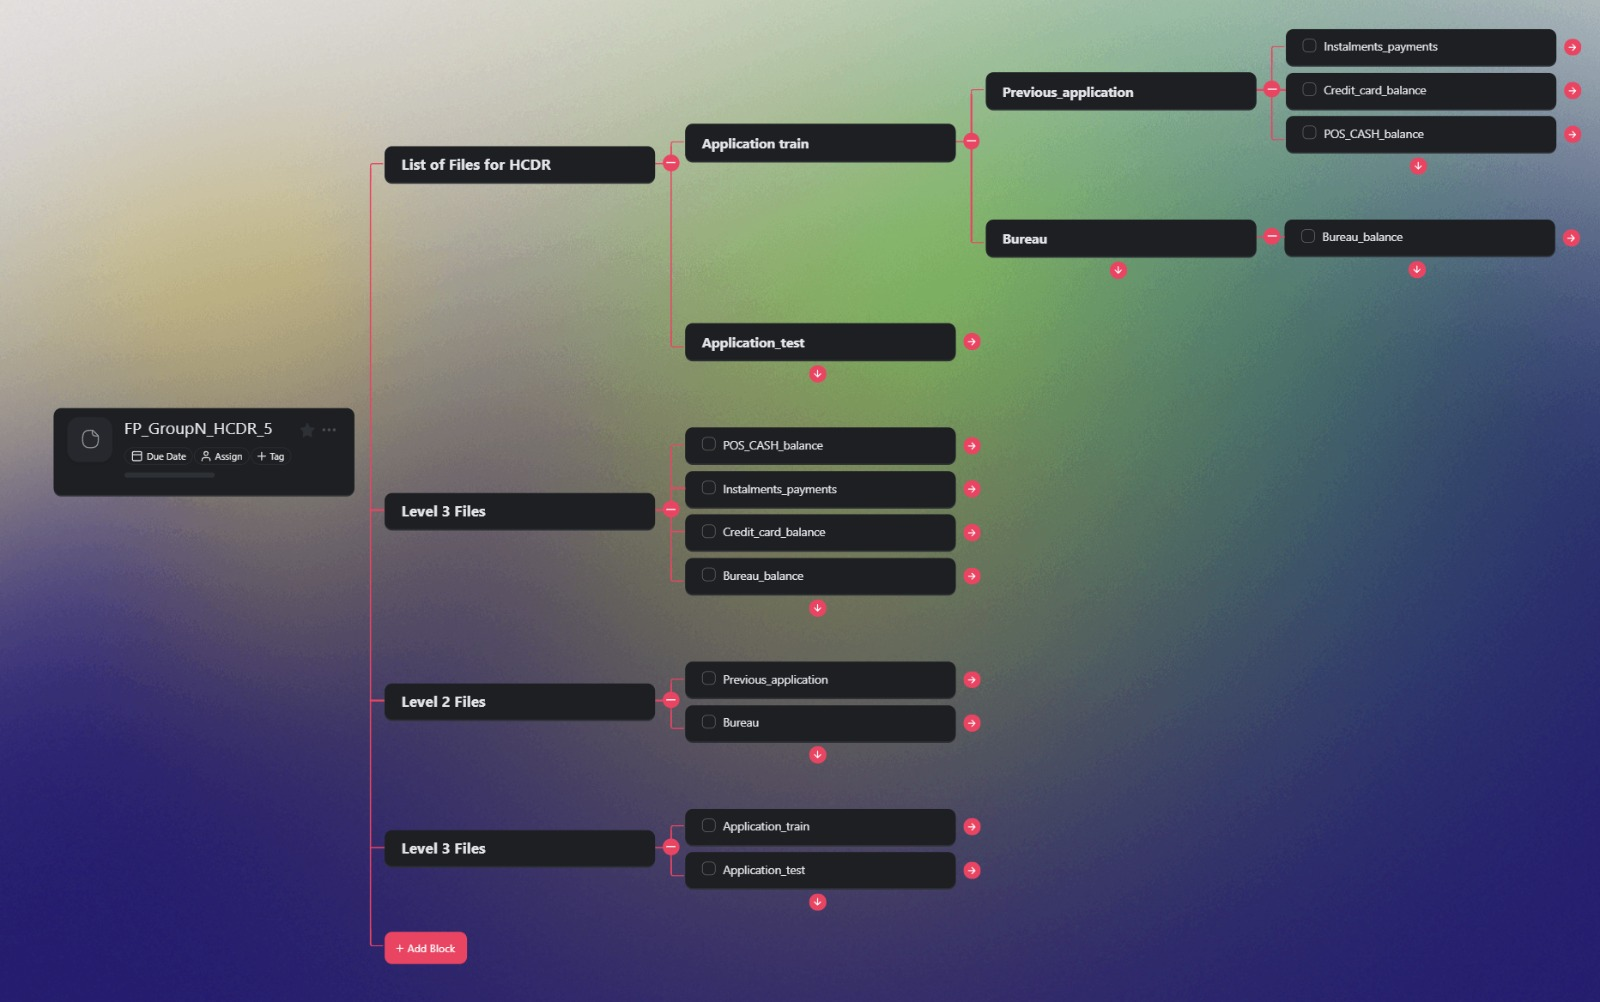 FP_GroupN_HCDR_5
Due Date Assign + Tag
List of Files for HCDR
Application train
Previous_application
Instalments_payments
Credit_card_balance
POS_CASH_balance
Bureau
Bureau_balance
Application_test
Level 3 Files
POS_CASH_balance
Instalments_payments
Credit_card_balance
Bureau_balance
Level 2 Files
Previous_application
Bureau
Level 3 Files
Application_train
Application_test
+ Add Block